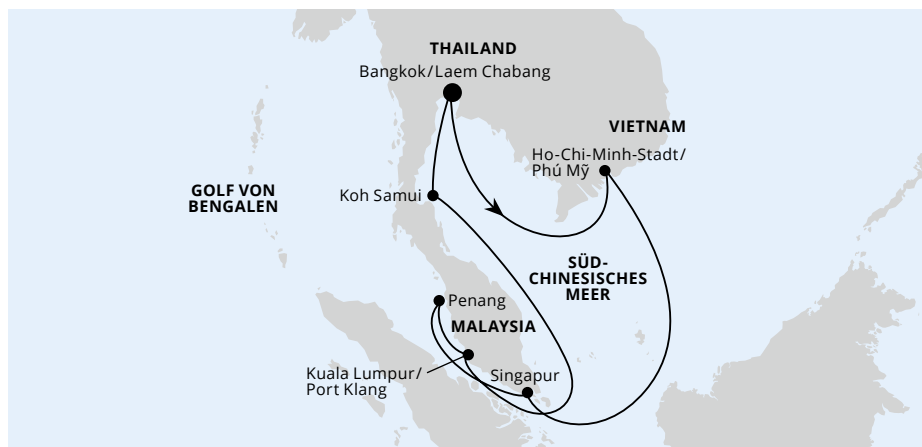 THAILAND
Bangkok/Laem Chabang
VIETNAM
Ho-Chi-Minh-Stadt/
Phú Mỹ
GOLF VON
BENGALEN
Koh Samui
SÜD-
CHINESISCHES
MEER
Penang
MALAYSIA
Kuala Lumpur/
Port Klang
Singapur